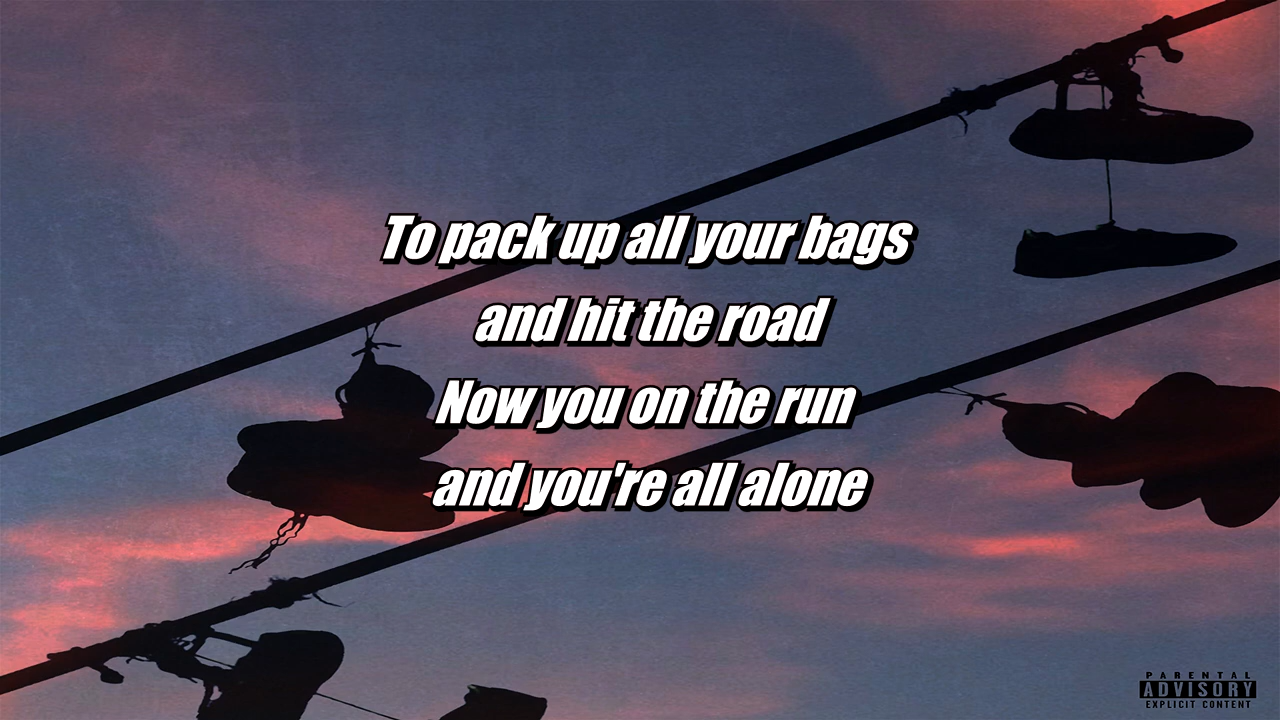 To pack up all your bags
and hit the road
Now you on the run
and you're all alone
PARENTAL
ADVISORY
EXPLICIT CONTENT